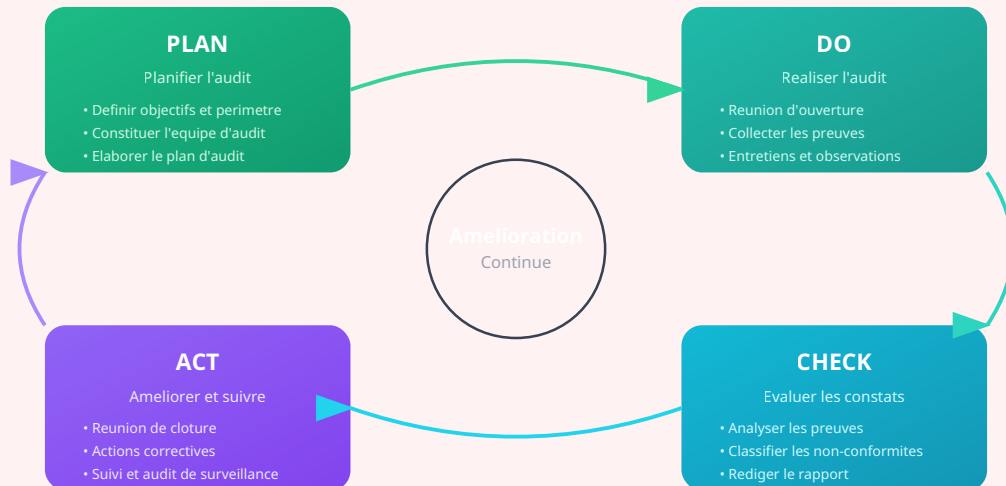 PLAN
Planifier l'audit
• Definir objectifs et perimetre
• Constituer l'equipe d'audit
• Elaborer le plan d'audit
DO
Realiser l'audit
• Reunion d'ouverture
• Collecter les preuves
• Entretiens et observations
Amelioration
Continue
ACT
Ameliorer et suivre
• Reunion de cloture
• Actions correctives
• Suivi et audit de surveillance
CHECK
Evaluer les constats
• Analyser les preuves
• Classifier les non-conformites
• Rediger le rapport